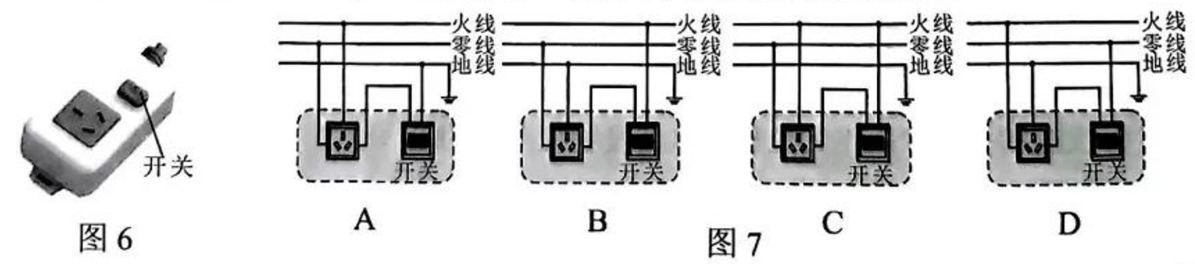 火线 火线 火线 火线
零线 零线 零线 零线
地线 地线 地线 地线
开关 开关 开关 开关 开关
A B C D
图6 图7